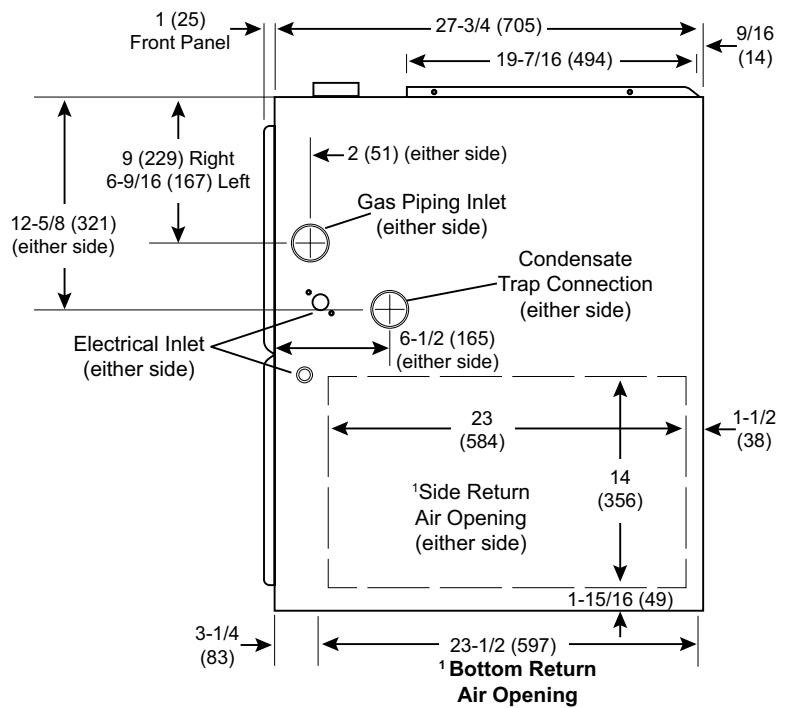 1 (25)
Front Panel
27-3/4 (705)
9/16
(14)
19-7/16 (494)
9 (229) Right
6-9/16 (167) Left
2 (51) (either side)
12-5/8 (321)
(either side)
Gas Piping Inlet
(either side)
Condensate
Trap Connection
(either side)
Electrical Inlet
(either side)
6-1/2 (165)
(either side)
23
(584)
1-1/2
(38)
14
(356)
¹Side Return
Air Opening
(either side)
1-15/16 (49)
3-1/4
(83)
23-1/2 (597)
¹ Bottom Return
Air Opening